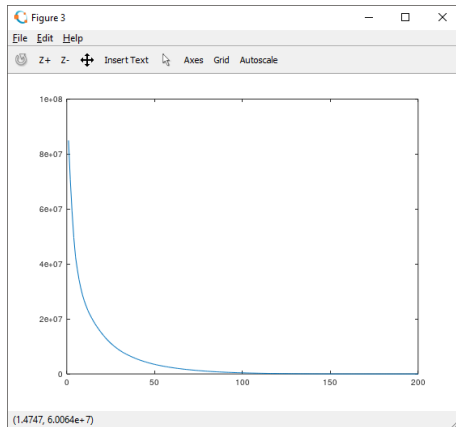 Figure 3
File Edit Help
Z+ Z- Insert Text Axes Grid Autoscale
1e+08
8e+07
6e+07
4e+07
2e+07
0
0 50 100 150 200
(1.4747, 6.0064e+7)